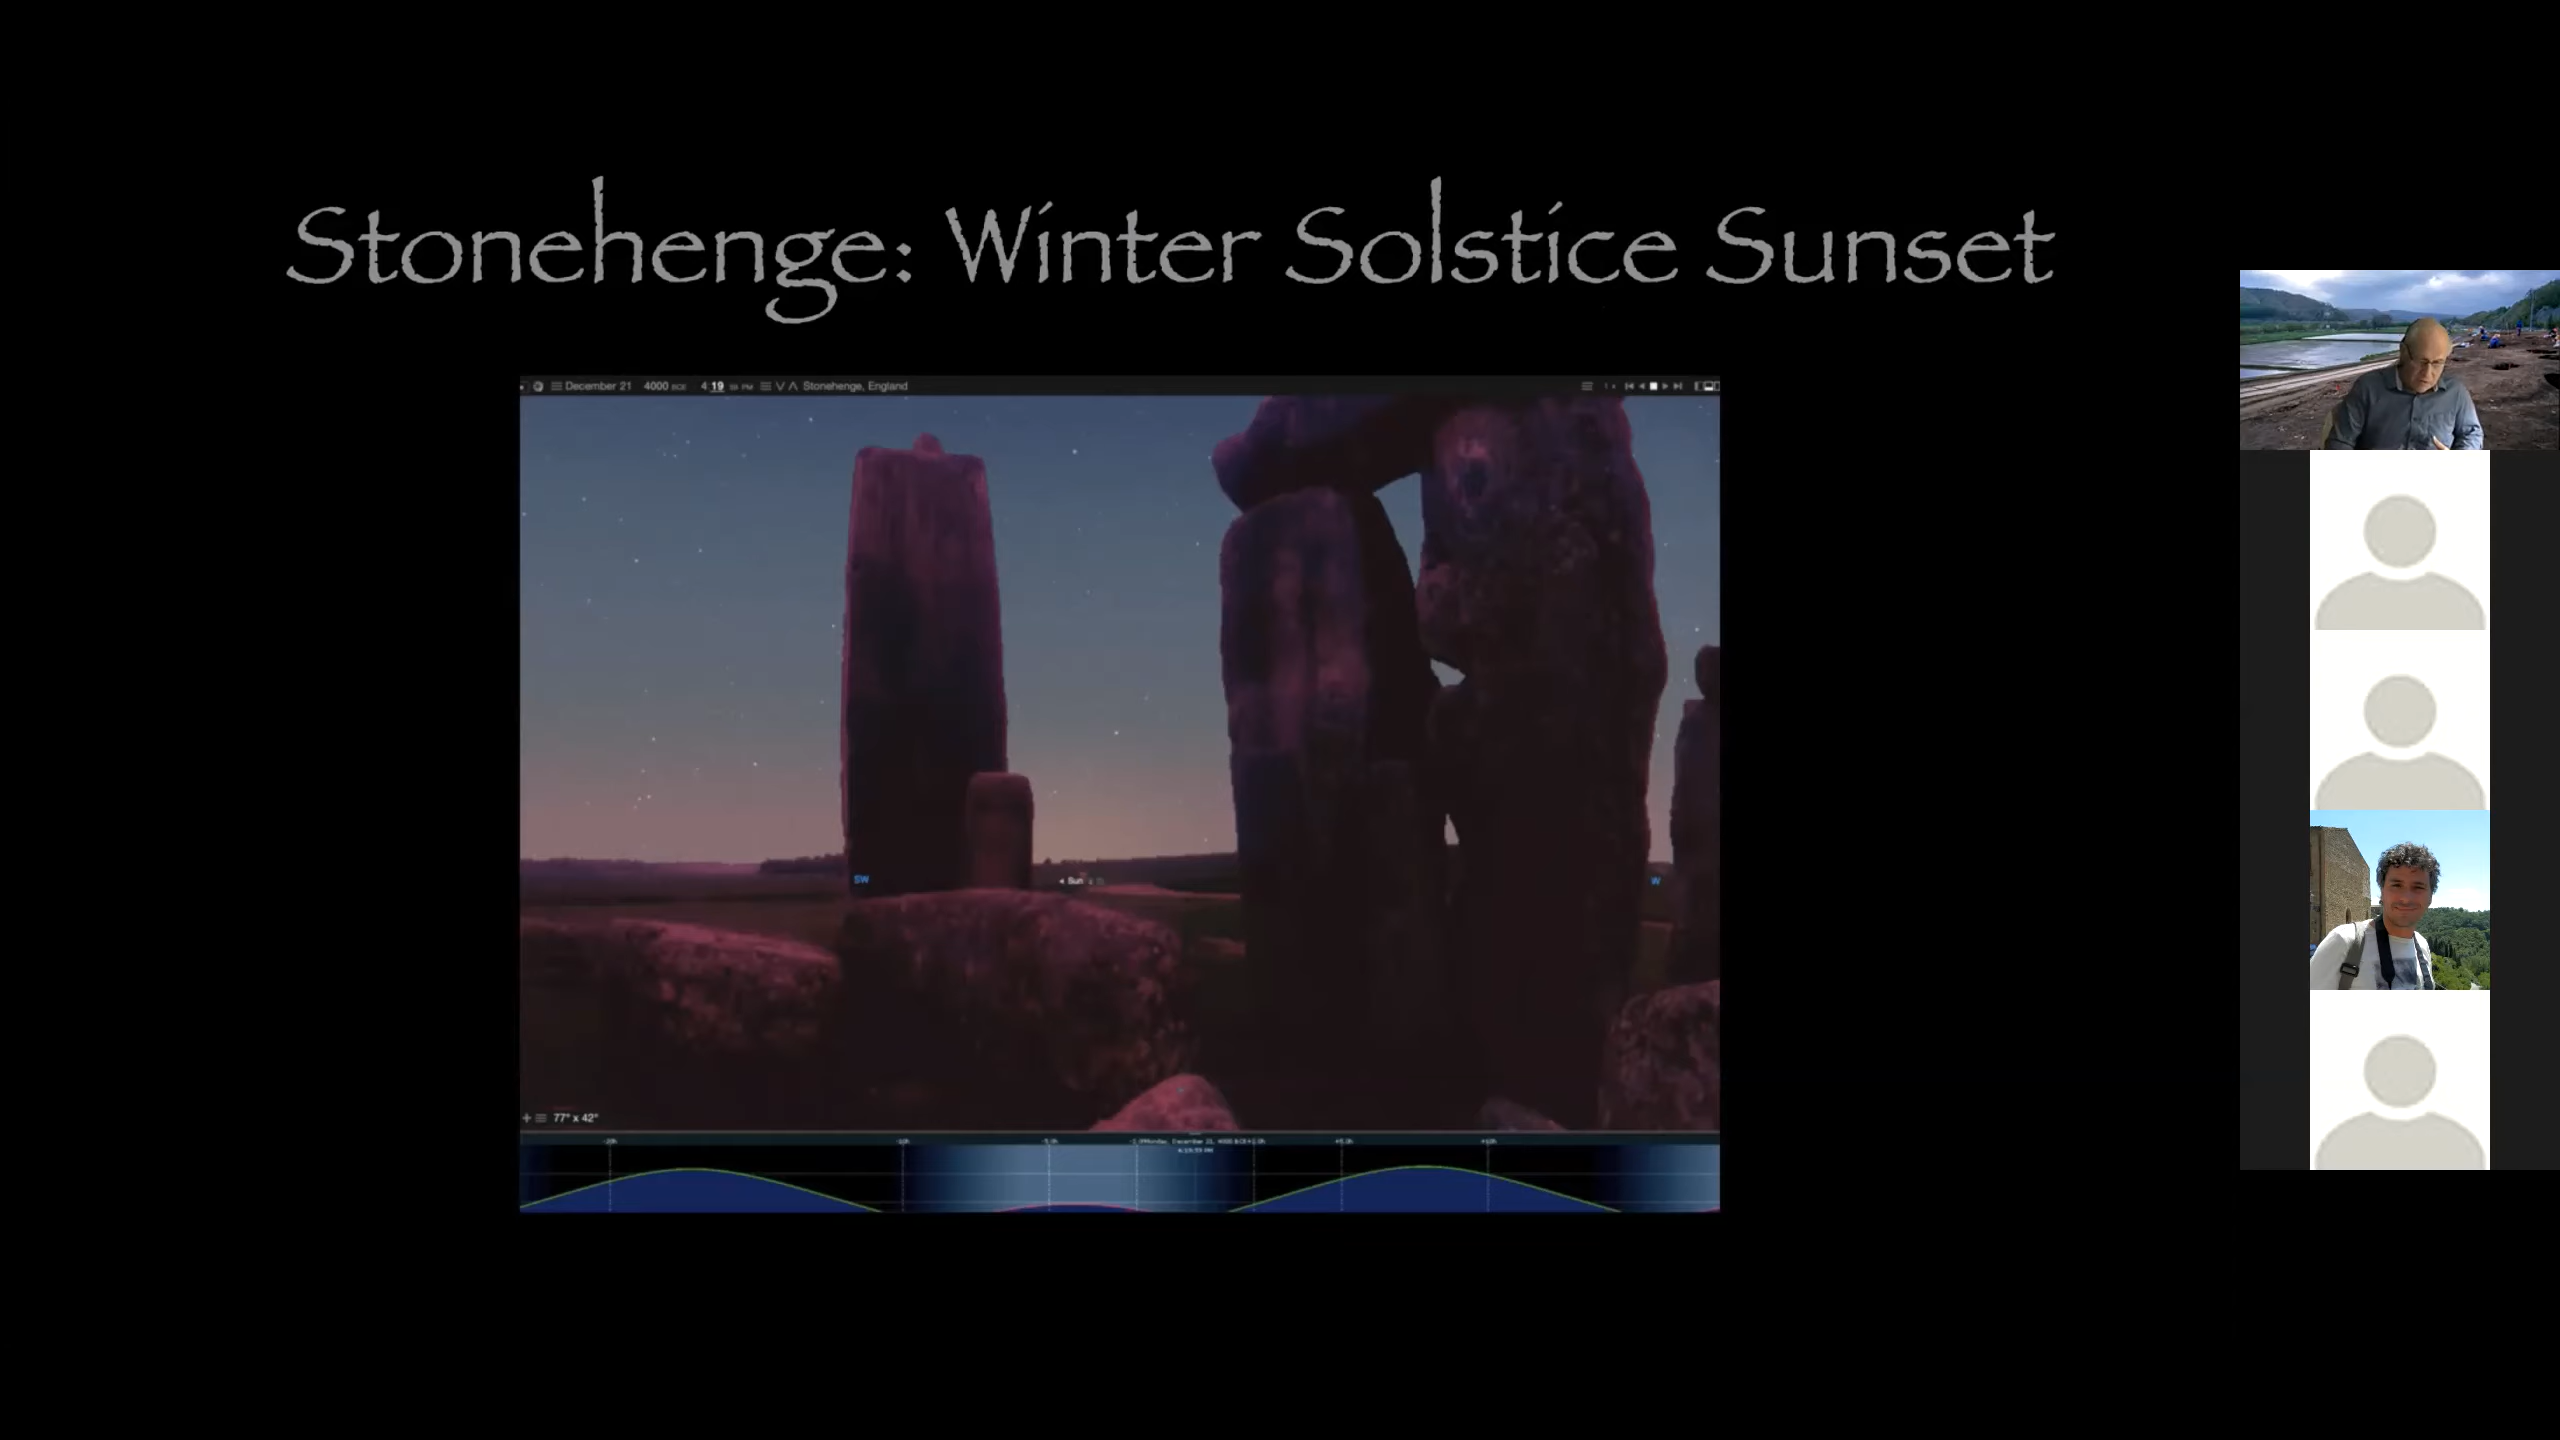 Stonehenge: Winter Solstice Sunset
December 21 4000 BCE 4:19 PM Stonehenge, England
SW
Sun
W
77° x 42°